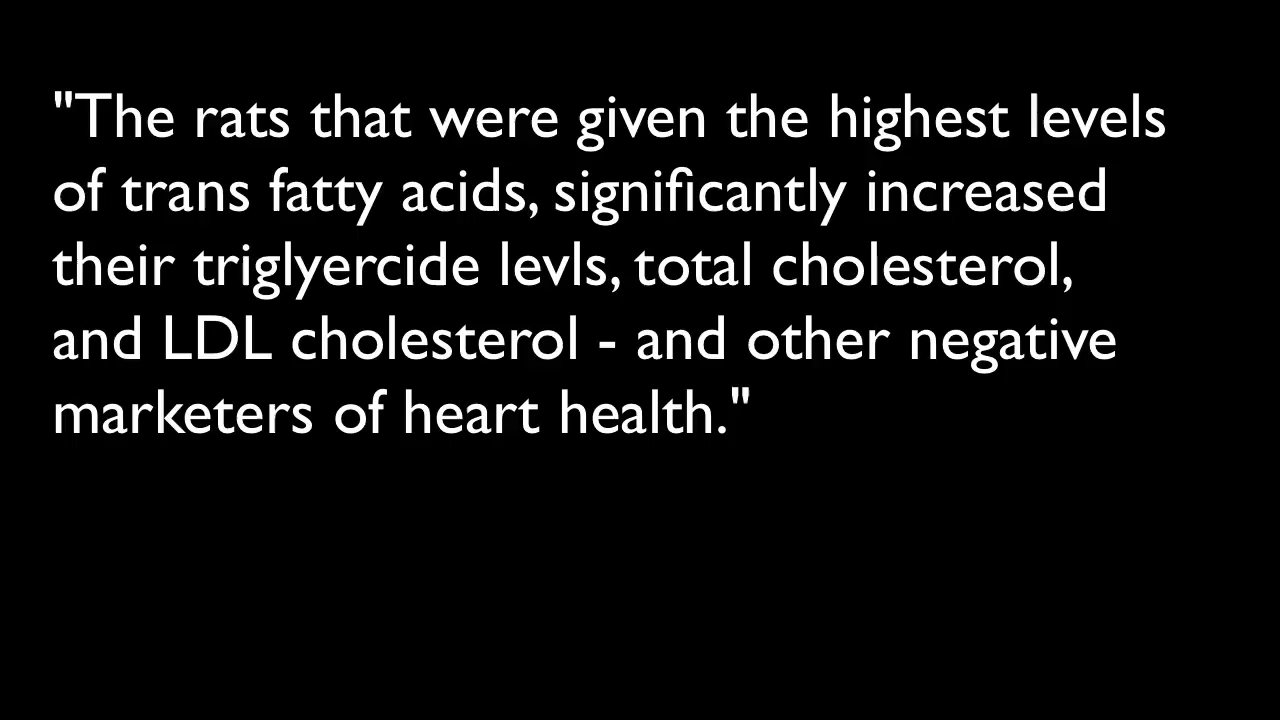 "The rats that were given the highest levels
of trans fatty acids, significantly increased
their triglyercide levls, total cholesterol,
and LDL cholesterol - and other negative
marketers of heart health."